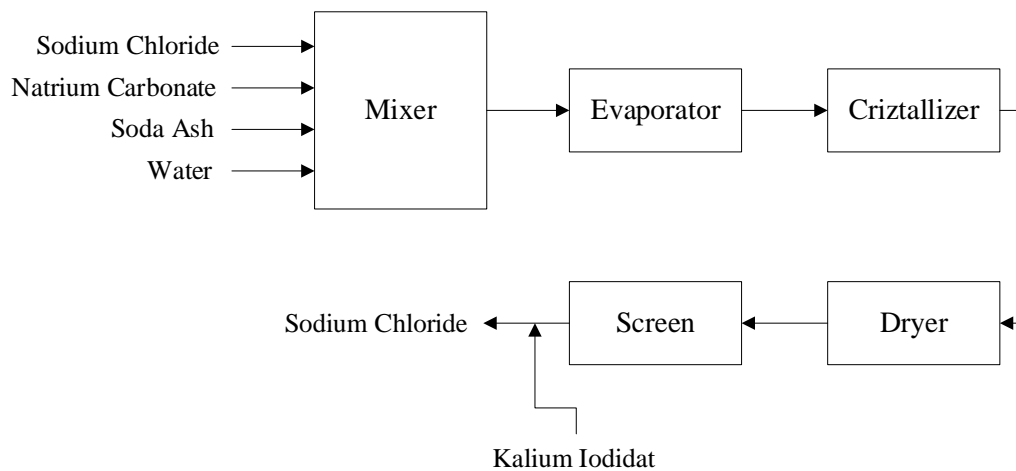 Sodium Chloride
Natrium Carbonate
Soda Ash
Water
Mixer
Evaporator
Criztallizer
Sodium Chloride
Screen
Dryer
Kalium Iodidat